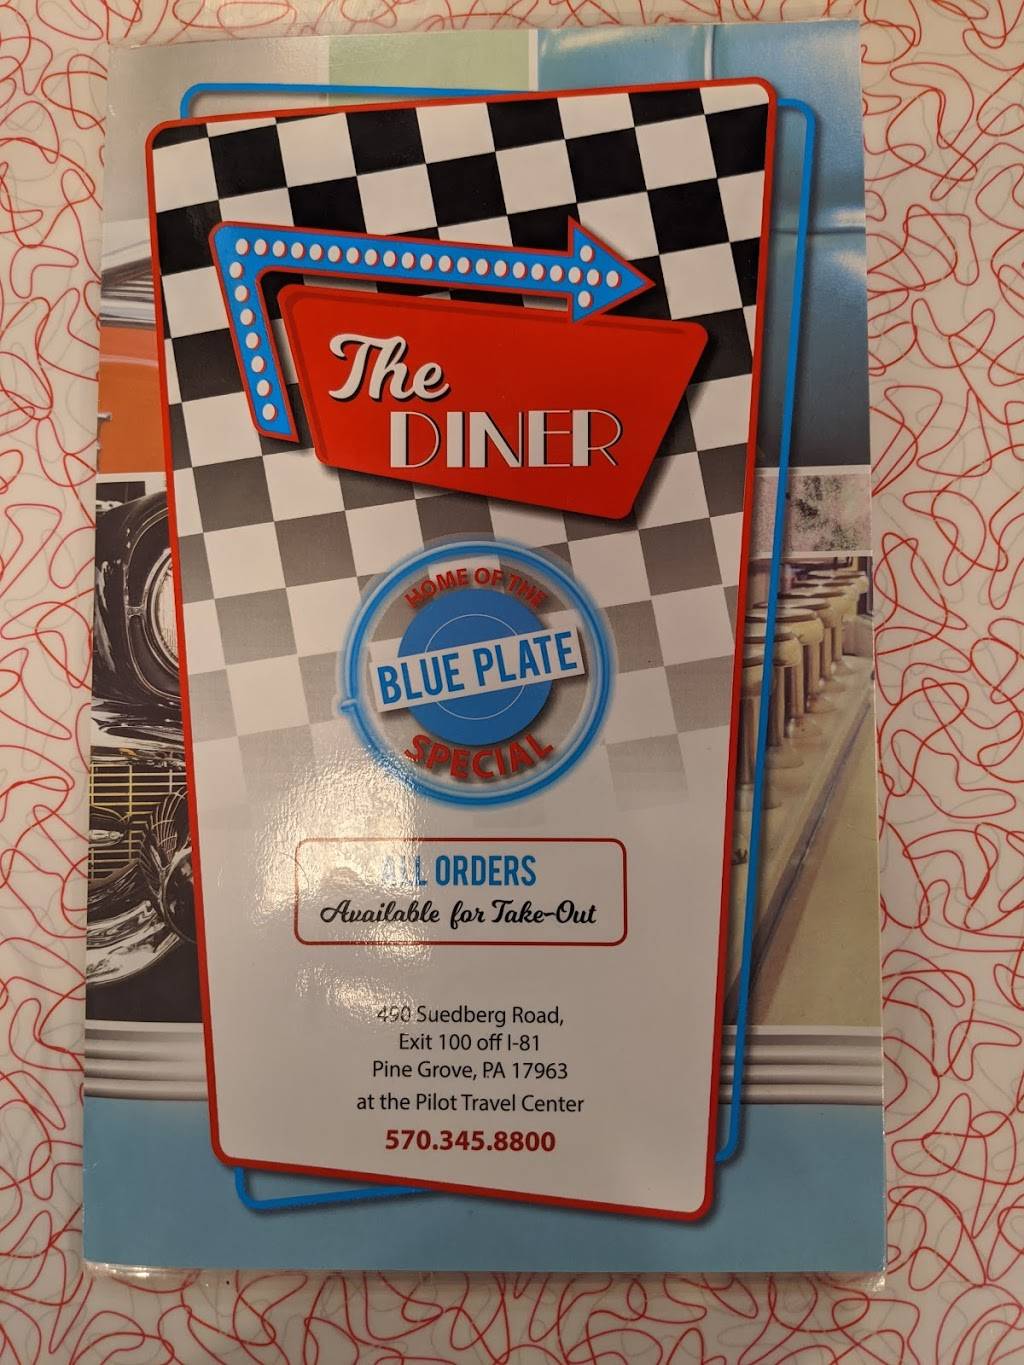 The
DINER
HOME OF THE
BLUE PLATE
SPECIAL
ALL ORDERS
Available for Take-Out
490 Suedberg Road,
Exit 100 off I-81
Pine Grove, PA 17963
at the Pilot Travel Center
570.345.8800